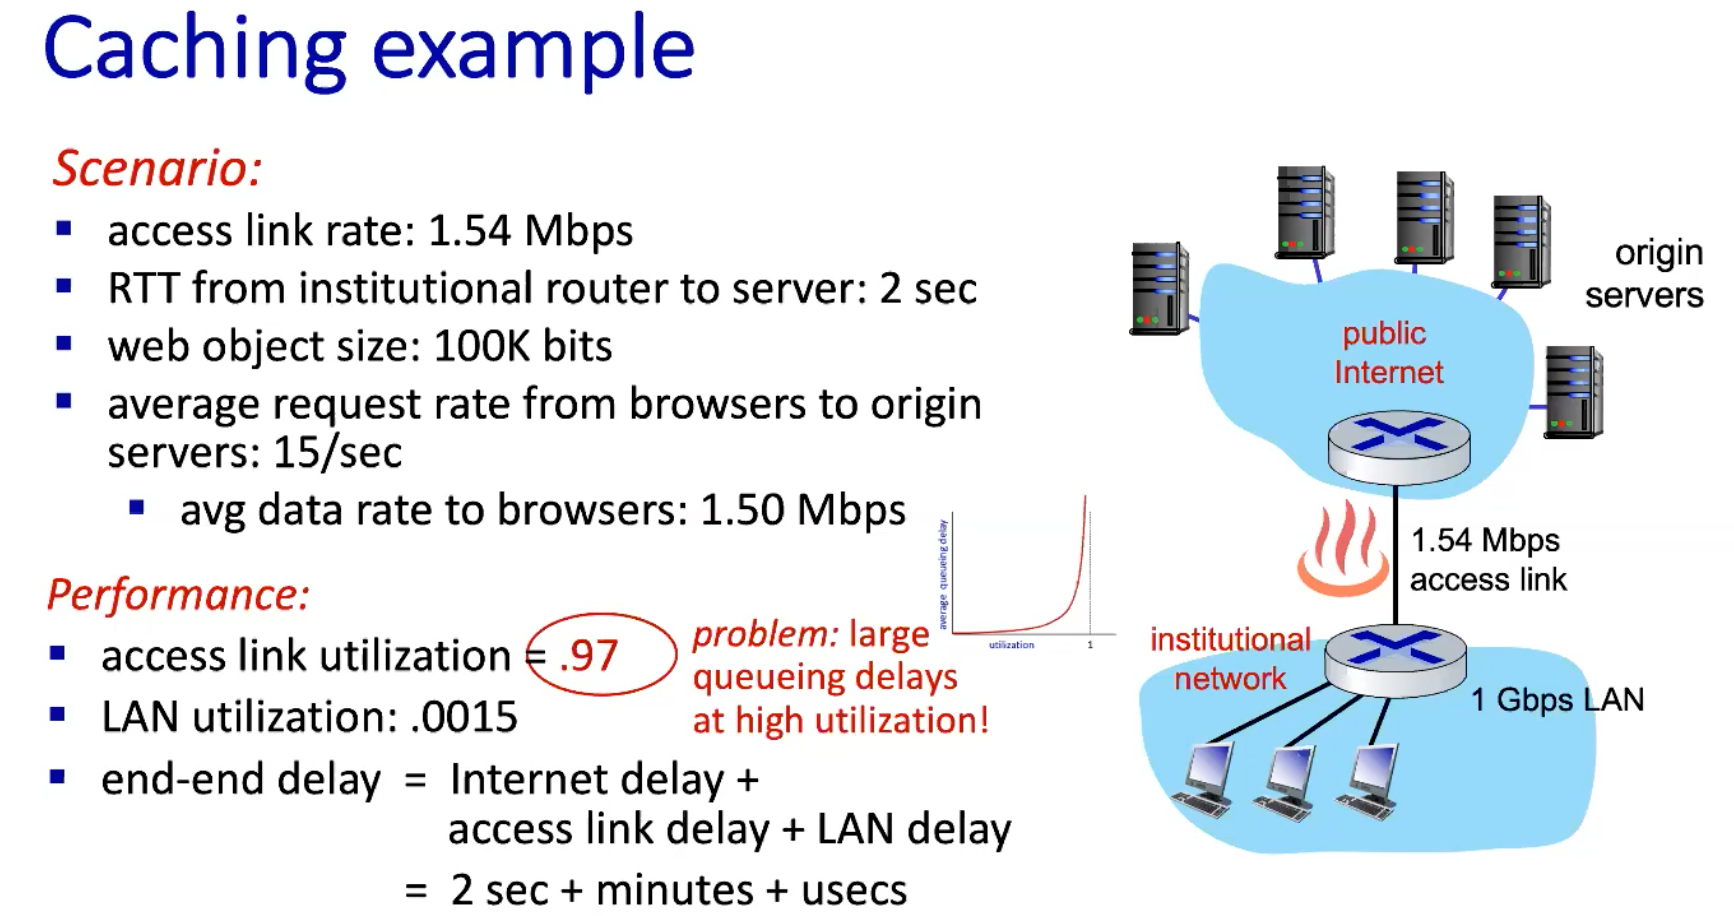 Caching example
Scenario:
access link rate: 1.54 Mbps
RTT from institutional router to server: 2 sec
web object size: 100K bits
average request rate from browsers to origin
servers: 15/sec
avg data rate to browsers: 1.50 Mbps
Performance:
access link utilization = .97
problem: large
queueing delays
at high utilization!
LAN utilization: .0015
end-end delay = Internet delay +
access link delay + LAN delay
= 2 sec + minutes + usecs
average queueing delay
utilization
1
origin
servers
public
Internet
1.54 Mbps
access link
institutional
network
1 Gbps LAN